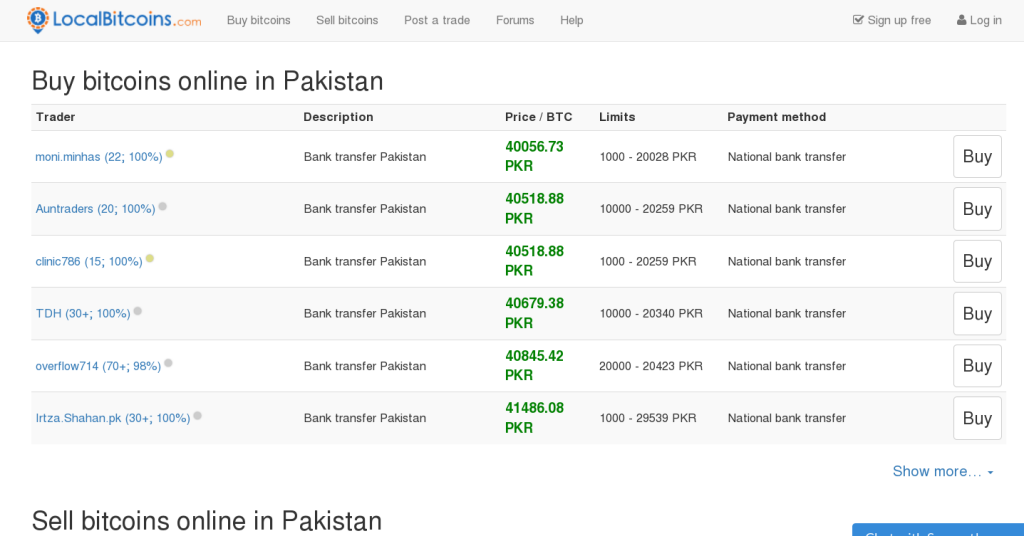 LocalBitcoins.com Buy bitcoins Sell bitcoins Post a trade Forums Help Sign up free Log in
Buy bitcoins online in Pakistan
Trader Description Price / BTC Limits Payment method
moni.minhas (22; 100%) Bank transfer Pakistan 40056.73 PKR 1000 - 20028 PKR National bank transfer Buy
Auntraders (20; 100%) Bank transfer Pakistan 40518.88 PKR 10000 - 20259 PKR National bank transfer Buy
clinic786 (15; 100%) Bank transfer Pakistan 40518.88 PKR 1000 - 20259 PKR National bank transfer Buy
TDH (30+; 100%) Bank transfer Pakistan 40679.38 PKR 10000 - 20340 PKR National bank transfer Buy
overflow714 (70+; 98%) Bank transfer Pakistan 40845.42 PKR 20000 - 20423 PKR National bank transfer Buy
Irtza.Shahan.pk (30+; 100%) Bank transfer Pakistan 41486.08 PKR 1000 - 29539 PKR National bank transfer Buy
Show more...
Sell bitcoins online in Pakistan